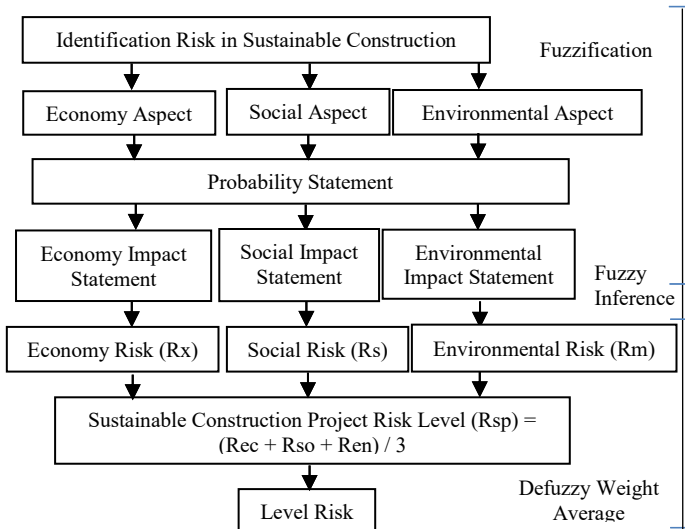 Identification Risk in Sustainable Construction
Fuzzification
Economy Aspect
Social Aspect
Environmental Aspect
Probability Statement
Economy Impact
Statement
Social Impact
Statement
Environmental
Impact Statement
Fuzzy
Inference
Economy Risk (Rx)
Social Risk (Rs)
Environmental Risk (Rm)
Sustainable Construction Project Risk Level (Rsp) =
(Rec + Rso + Ren) / 3
Defuzzy Weight
Average
Level Risk